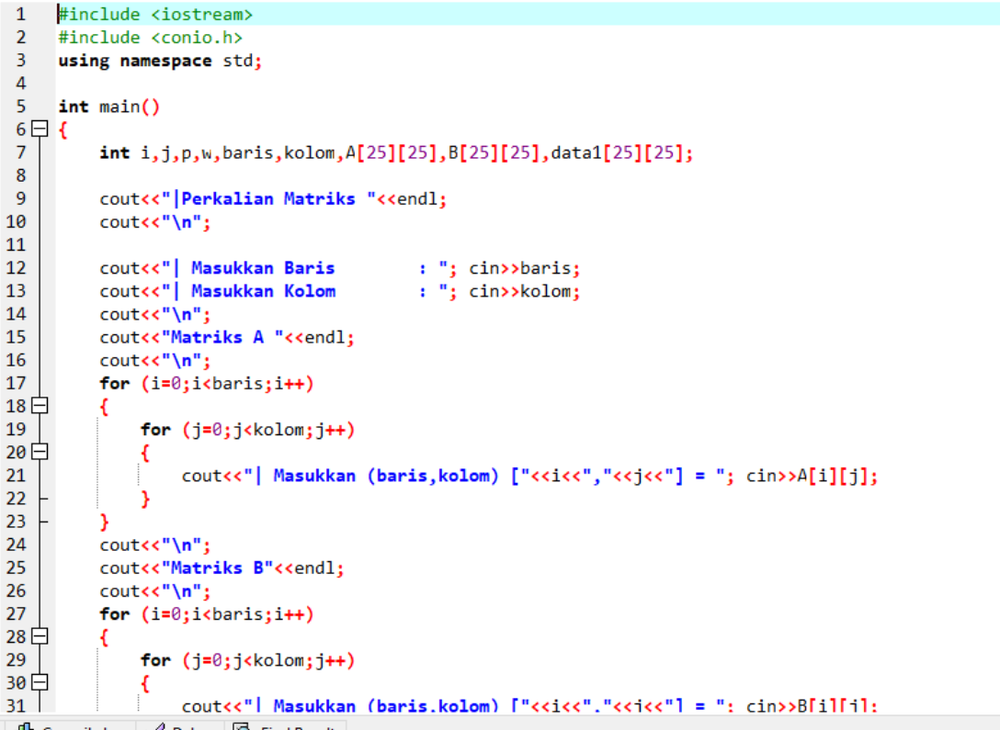 1 #include <iostream>
2 #include <conio.h>
3 using namespace std;
4
5 int main()
6 {
7 int i,j,p,w,baris,kolom,A[25][25],B[25][25],data1[25][25];
8
9 cout<<"|Perkalian Matriks "<<endl;
10 cout<<"\n";
11
12 cout<<"| Masukkan Baris : "; cin>>baris;
13 cout<<"| Masukkan Kolom : "; cin>>kolom;
14 cout<<"\n";
15 cout<<"Matriks A "<<endl;
16 cout<<"\n";
17 for (i=0;i<baris;i++)
18 {
19 for (j=0;j<kolom;j++)
20 {
21 cout<<"| Masukkan (baris,kolom) ["<<i<<","<<j<<"] = "; cin>>A[i][j];
22 }
23 }
24 cout<<"\n";
25 cout<<"Matriks B"<<endl;
26 cout<<"\n";
27 for (i=0;i<baris;i++)
28 {
29 for (j=0;j<kolom;j++)
30 {
31 cout<<"| Masukkan (baris,kolom) ["<<i<<","<<j<<"] = "; cin>>B[i][j];